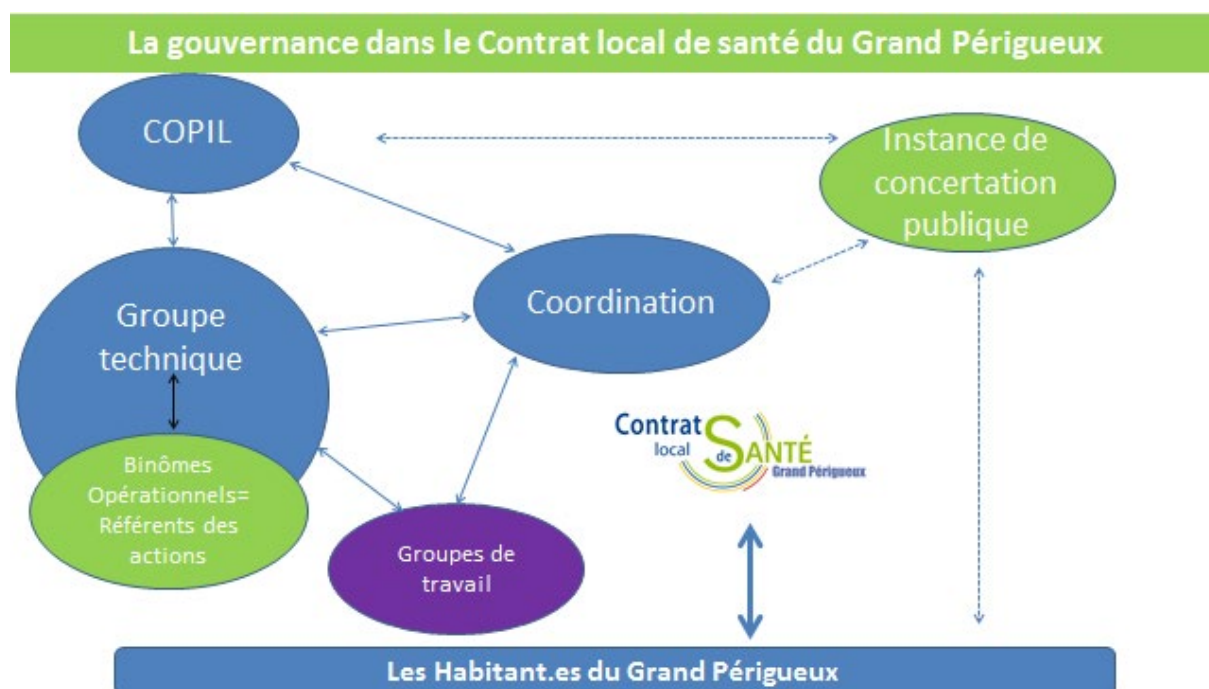 La gouvernance dans le Contrat local de santé du Grand Périgueux
COPIL
Instance de
concertation
publique
Coordination
Groupe
technique
Binômes
Opérationnels=
Référents des
actions
Groupes de
travail
Contrat
local de SANTÉ
Grand Périgueux
Les Habitant.es du Grand Périgueux